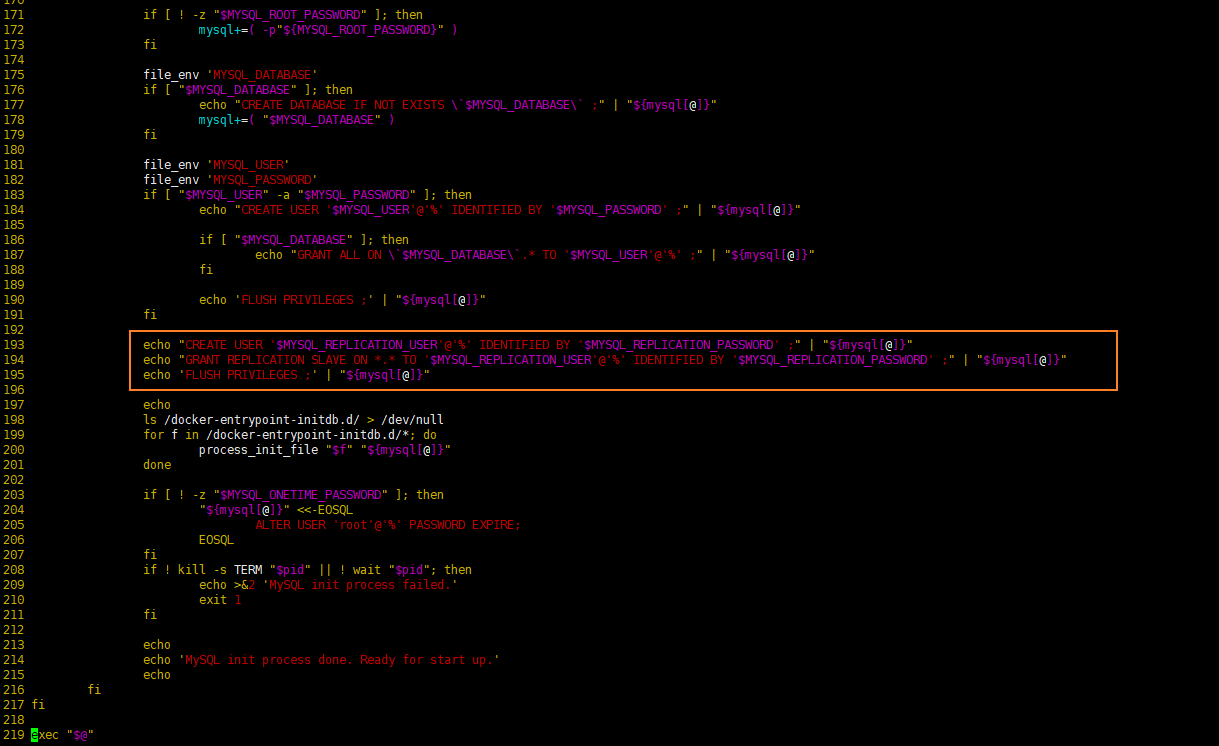 171                 if [ ! -z "$MYSQL_ROOT_PASSWORD" ]; then
172                         mysql+=( -p"${MYSQL_ROOT_PASSWORD}" )
173                 fi
174
175                 file_env 'MYSQL_DATABASE'
176                 if [ "$MYSQL_DATABASE" ]; then
177                         echo "CREATE DATABASE IF NOT EXISTS \`$MYSQL_DATABASE\` ;" | "${mysql[@]}"
178                         mysql+=( "$MYSQL_DATABASE" )
179                 fi
180
181                 file_env 'MYSQL_USER'
182                 file_env 'MYSQL_PASSWORD'
183                 if [ "$MYSQL_USER" -a "$MYSQL_PASSWORD" ]; then
184                         echo "CREATE USER '$MYSQL_USER'@'%' IDENTIFIED BY '$MYSQL_PASSWORD' ;" | "${mysql[@]}"
185
186                         if [ "$MYSQL_DATABASE" ]; then
187                                 echo "GRANT ALL ON \`$MYSQL_DATABASE\`.* TO '$MYSQL_USER'@'%' ;" | "${mysql[@]}"
188                         fi
189
190                         echo 'FLUSH PRIVILEGES ;' | "${mysql[@]}"
191                 fi
192
193                 echo "CREATE USER '$MYSQL_REPLICATION_USER'@'%' IDENTIFIED BY '$MYSQL_REPLICATION_PASSWORD' ;" | "${mysql[@]}"
194                 echo "GRANT REPLICATION SLAVE ON *.* TO '$MYSQL_REPLICATION_USER'@'%' IDENTIFIED BY '$MYSQL_REPLICATION_PASSWORD' ;" | "${mysql[@]}"
195                 echo 'FLUSH PRIVILEGES ;' | "${mysql[@]}"
196
197                 echo
198                 ls /docker-entrypoint-initdb.d/ > /dev/null
199                 for f in /docker-entrypoint-initdb.d/*; do
200                         process_init_file "$f" "${mysql[@]}"
201                 done
202
203                 if [ ! -z "$MYSQL_ONETIME_PASSWORD" ]; then
204                         "${mysql[@]}" <<-EOSQL
205                                 ALTER USER 'root'@'%' PASSWORD EXPIRE;
206                         EOSQL
207                 fi
208                 if ! kill -s TERM "$pid" || ! wait "$pid"; then
209                         echo >&2 'MySQL init process failed.'
210                         exit 1
211                 fi
212
213                 echo
214                 echo 'MySQL init process done. Ready for start up.'
215                 echo
216         fi
217 fi
218
219 exec "$@"